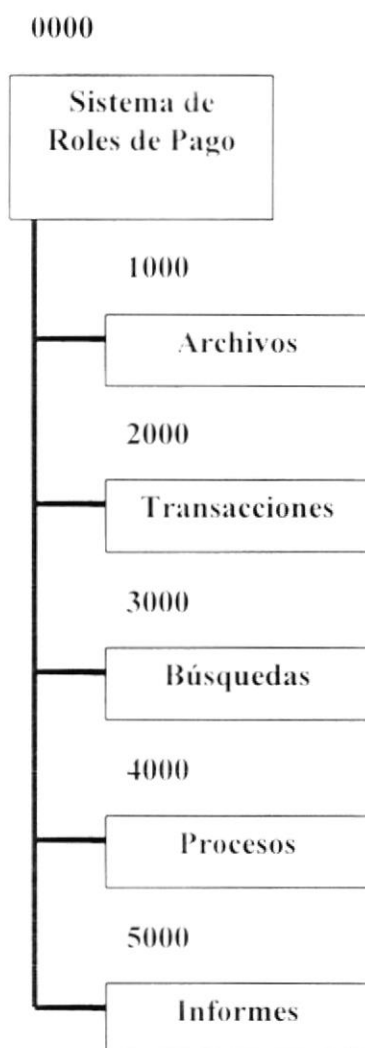 0000
Sistema de
Roles de Pago
1000
Archivos
2000
Transacciones
3000
Búsquedas
4000
Procesos
5000
Informes